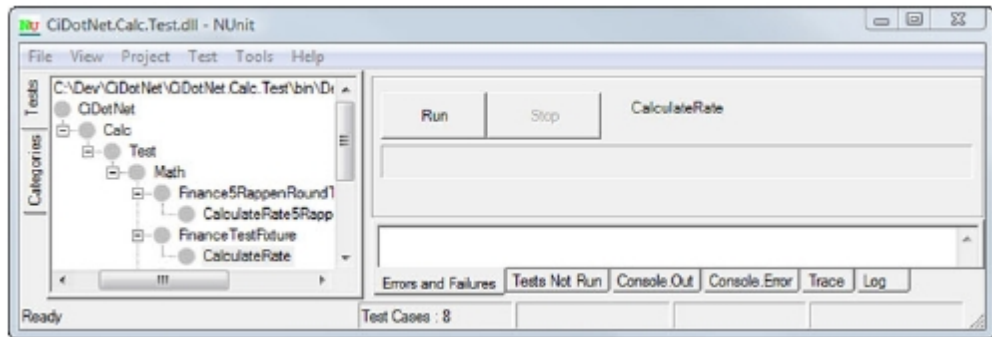 CiDotNet.Calc.Test.dll - NUnit
File View Project Test Tools Help
Tests
Categories
C:\Dev\CiDotNet\CiDotNet.Calc.Test\bin\De
CiDotNet
Calc
Test
Math
Finance5RappenRoundT
CalculateRate5Rapp
FinanceTestFixture
CalculateRate
Run
Stop
CalculateRate
Errors and Failures
Tests Not Run
Console.Out
Console.Error
Trace
Log
Ready
Test Cases : 8